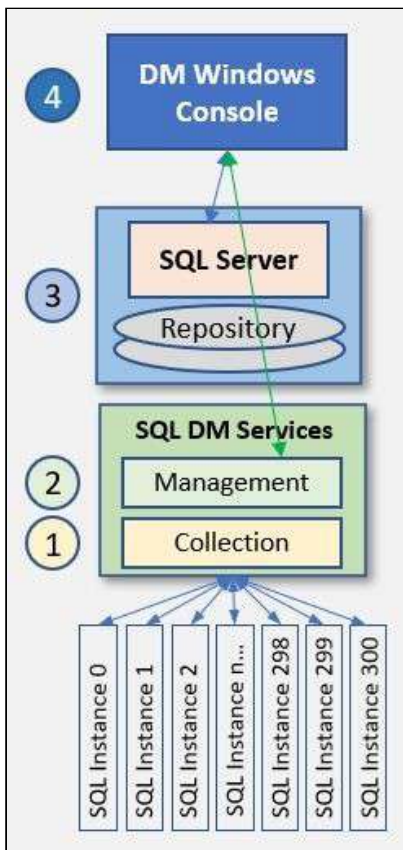 4
DM Windows
Console
3
SQL Server
Repository
SQL DM Services
2
Management
1
Collection
SQL Instance 0
SQL Instance 1
SQL Instance 2
SQL Instance n...
SQL Instance 298
SQL Instance 299
SQL Instance 300